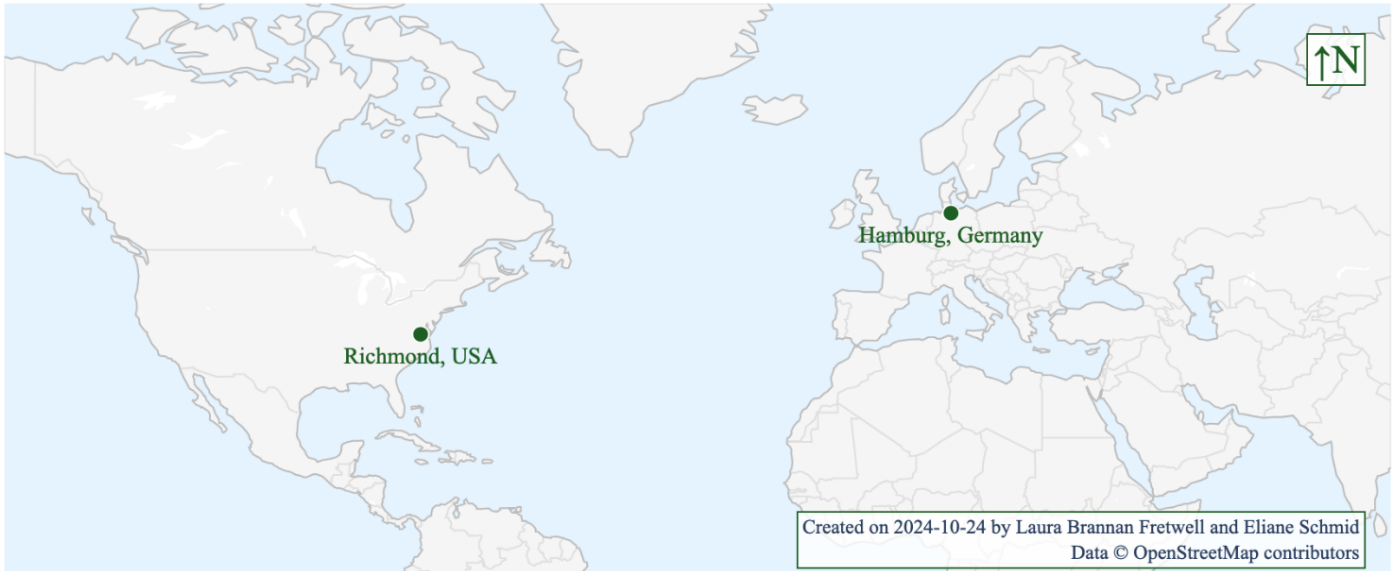 ↑N
Hamburg, Germany
Richmond, USA
Created on 2024-10-24 by Laura Brannan Fretwell and Eliane Schmid
Data © OpenStreetMap contributors